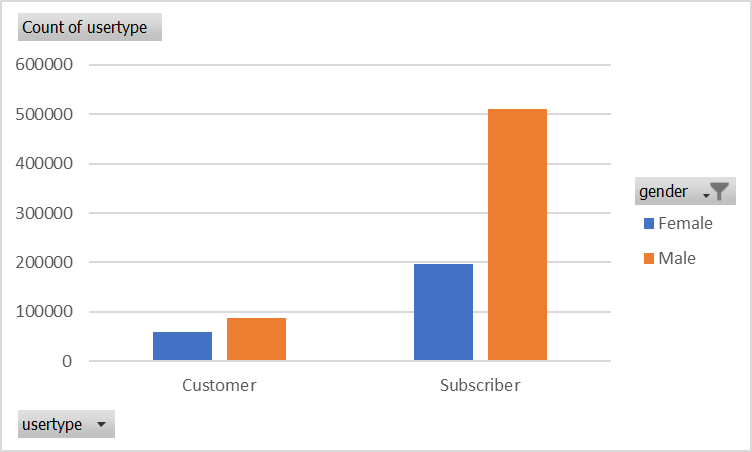 Count of usertype
600000
500000
400000
300000
200000
100000
0
gender
Female
Male
Customer Subscriber
usertype